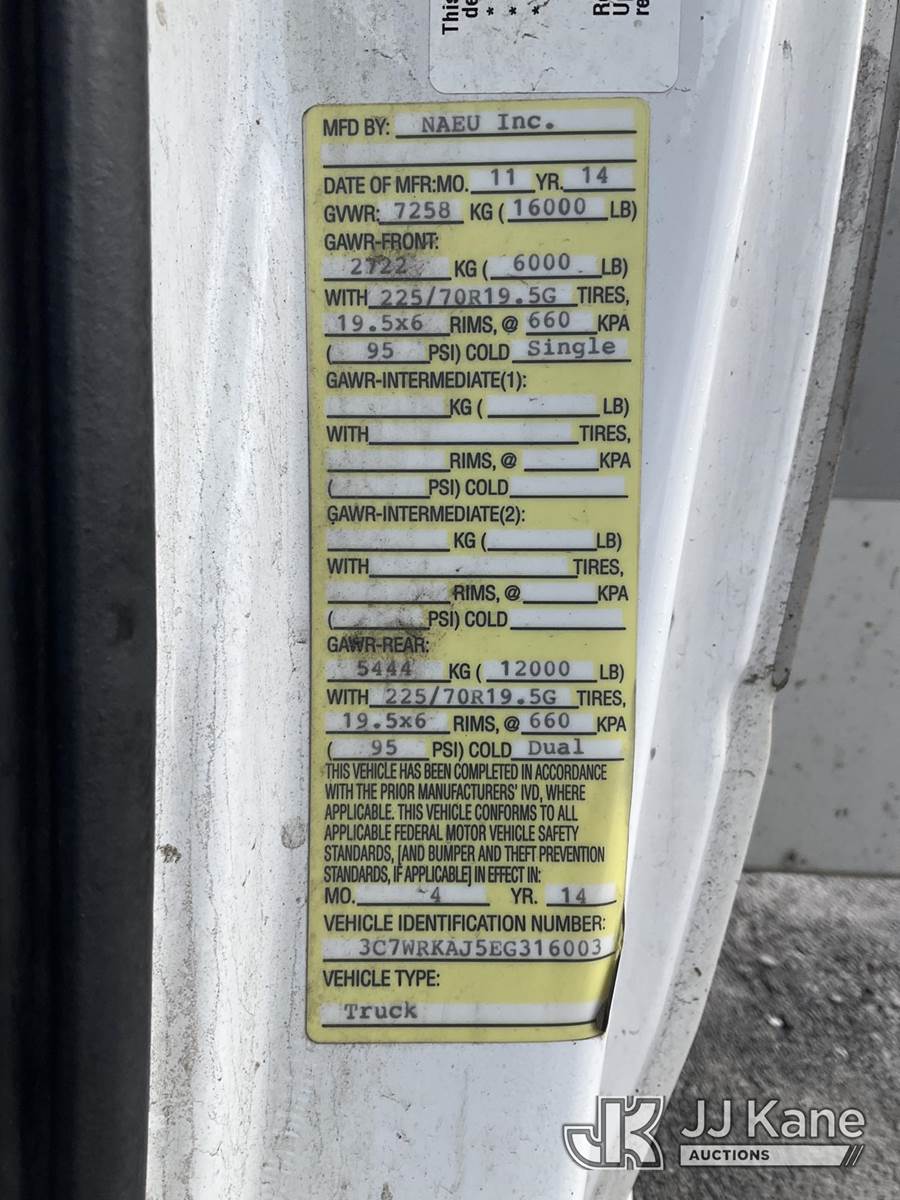 This
de
*
*
*
Re
U
re
MFD BY: NAEU Inc.
DATE OF MFR:MO. 11 YR. 14
GVWR: 7258 KG ( 16000 LB)
GAWR-FRONT:
2722 KG ( 6000 LB)
WITH 225/70R19.5G TIRES,
19.5x6 RIMS, @ 660 KPA
( 95 PSI) COLD Single
GAWR-INTERMEDIATE(1):
KG ( LB)
WITH TIRES,
RIMS, @ KPA
( PSI) COLD
GAWR-INTERMEDIATE(2):
KG ( LB)
WITH TIRES,
RIMS, @ KPA
( PSI) COLD
GAWR-REAR:
5444 KG ( 12000 LB)
WITH 225/70R19.5G TIRES,
19.5x6 RIMS, @ 660 KPA
( 95 PSI) COLD Dual
THIS VEHICLE HAS BEEN COMPLETED IN ACCORDANCE
WITH THE PRIOR MANUFACTURERS' IVD, WHERE
APPLICABLE. THIS VEHICLE CONFORMS TO ALL
APPLICABLE FEDERAL MOTOR VEHICLE SAFETY
STANDARDS, [AND BUMPER AND THEFT PREVENTION
STANDARDS, IF APPLICABLE] IN EFFECT IN:
MO. 4 YR. 14
VEHICLE IDENTIFICATION NUMBER:
3C7WRKAJ5EG316003
VEHICLE TYPE:
Truck
JK JJ Kane
AUCTIONS